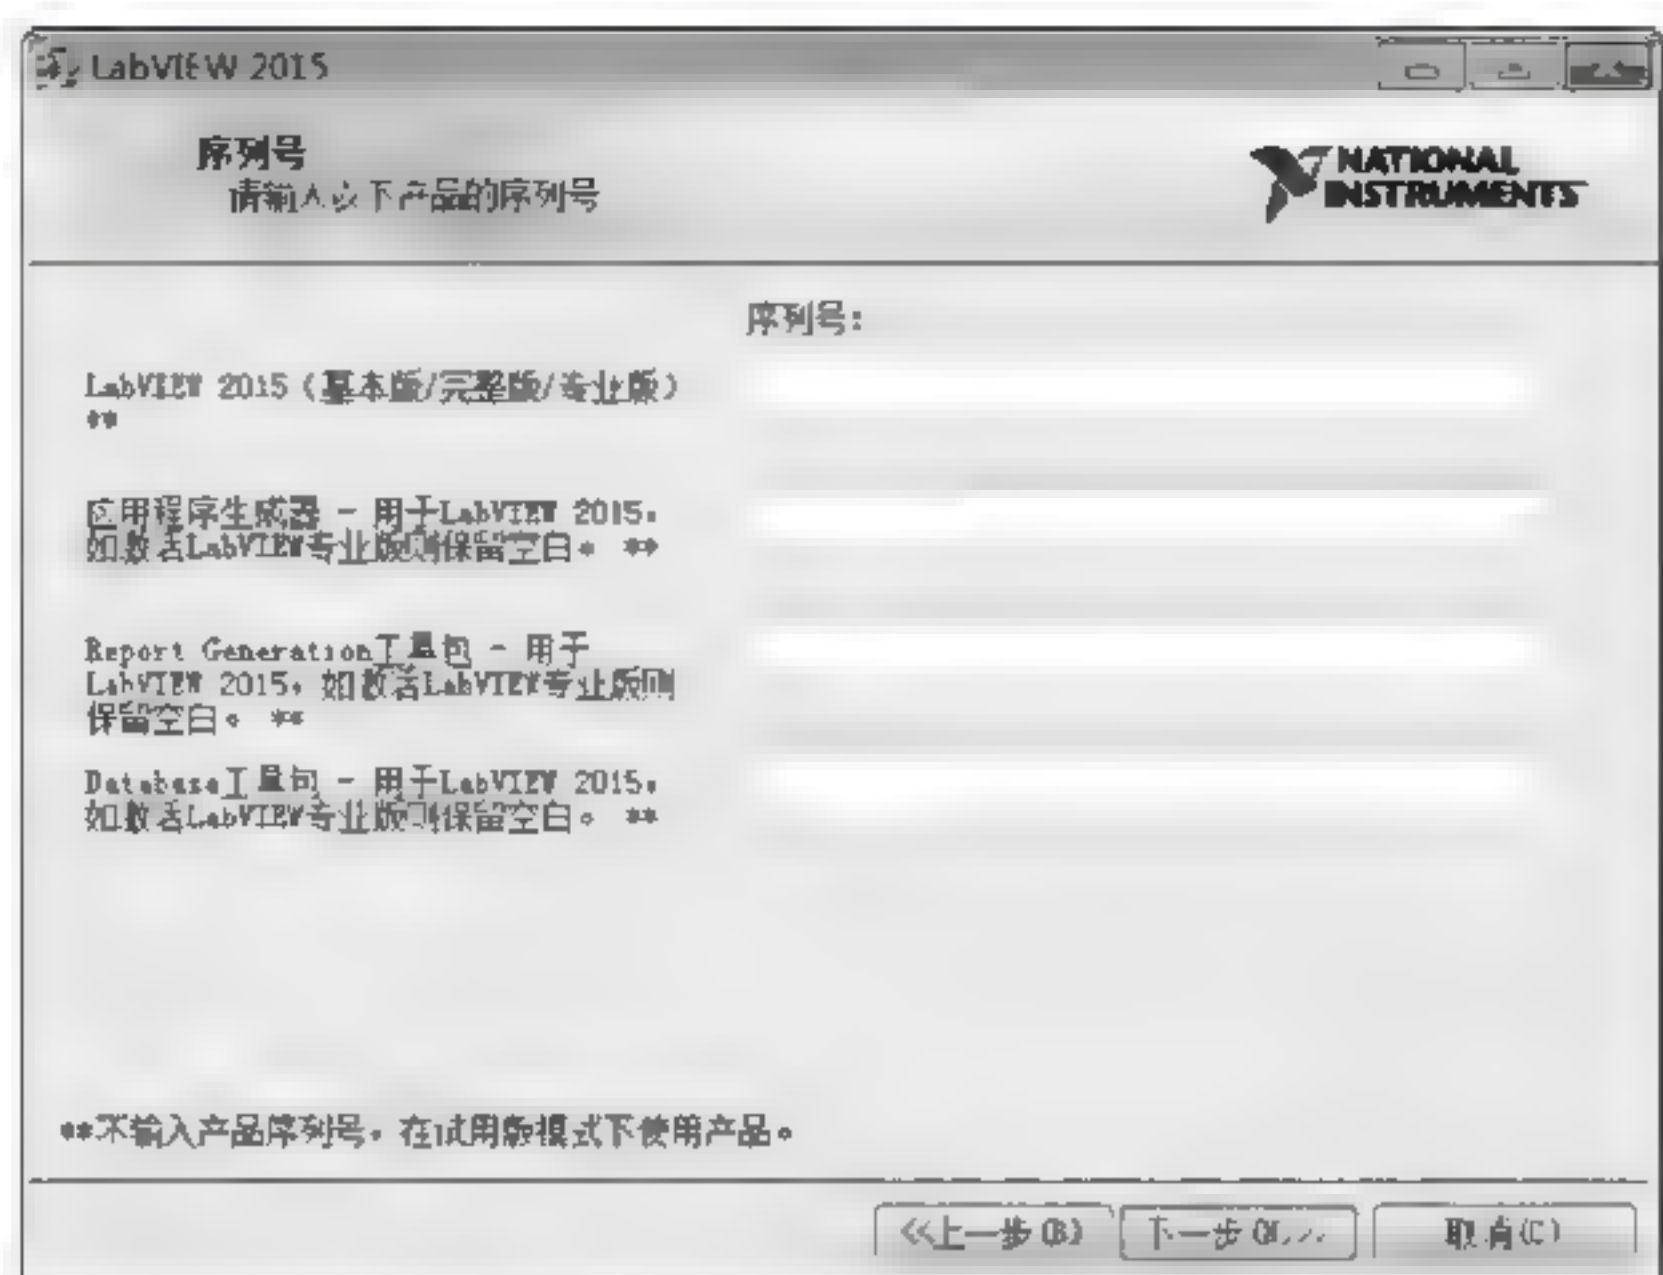 LabVIEW 2015
序列号
请输入以下产品的序列号
NATIONAL
INSTRUMENTS
序列号:
LabVIEW 2015（基本版/完整版/专业版）
**
应用程序生成器 - 用于LabVIEW 2015。
如激活LabVIEW专业版则保留空白。 **
Report Generation工具包 - 用于
LabVIEW 2015。如激活LabVIEW专业版则
保留空白。 **
Database工具包 - 用于LabVIEW 2015。
如激活LabVIEW专业版则保留空白。 **
**不输入产品序列号，在试用版模式下使用产品。
<<上一步(B)
下一步(N)>>
取消(C)